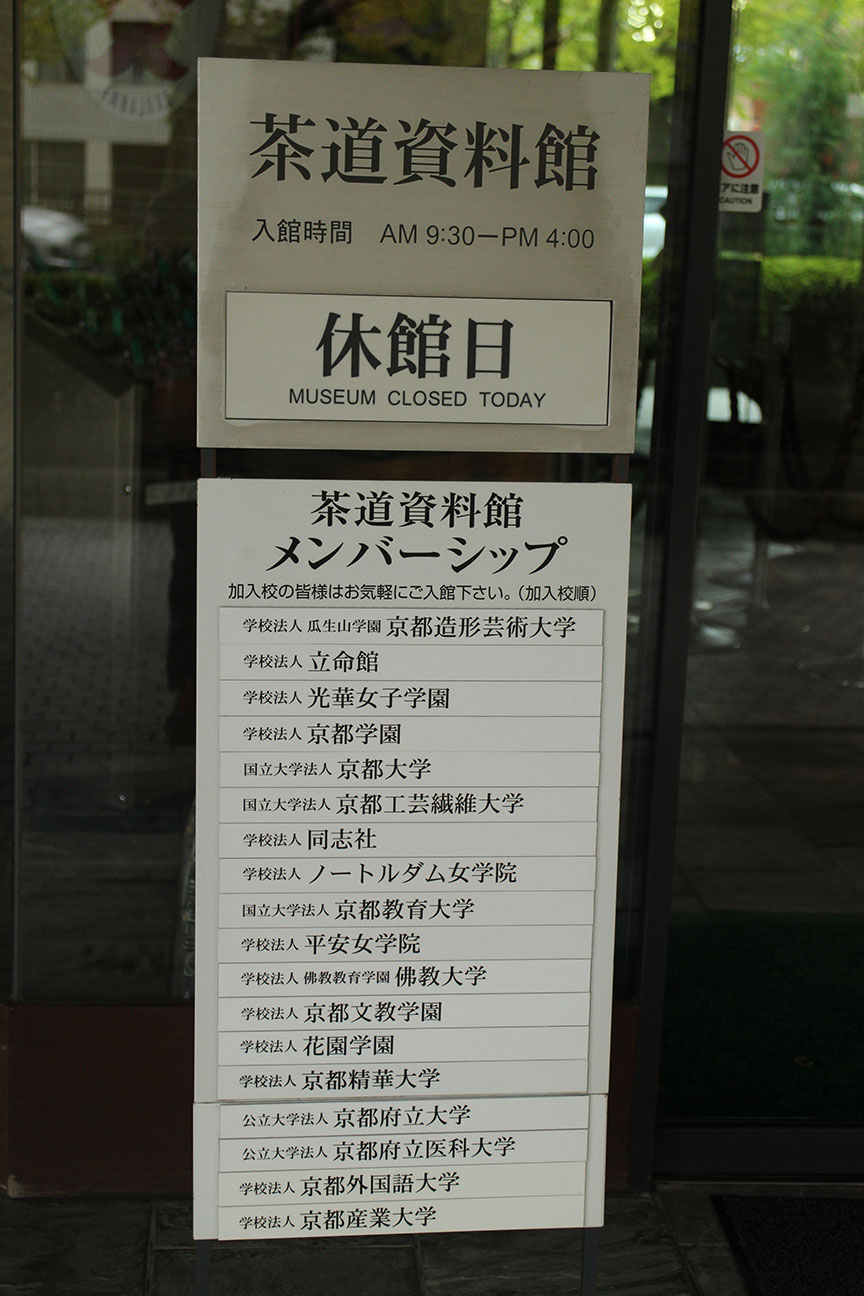 茶道資料館
入館時間 AM 9:30ーPM 4:00
休館日
MUSEUM CLOSED TODAY
茶道資料館
メンバーシップ
加入校の皆様はお気軽にご入館下さい。(加入校順)
学校法人 瓜生山学園 京都造形芸術大学
学校法人 立命館
学校法人 光華女子学園
学校法人 京都学園
国立大学法人 京都大学
国立大学法人 京都工芸繊維大学
学校法人 同志社
学校法人 ノートルダム女学院
国立大学法人 京都教育大学
学校法人 平安女学院
学校法人 佛教教育学園 佛教大学
学校法人 京都文教学園
学校法人 花園学園
学校法人 京都精華大学
公立大学法人 京都府立大学
公立大学法人 京都府立医科大学
学校法人 京都外国語大学
学校法人 京都産業大学
アに注意
CAUTION